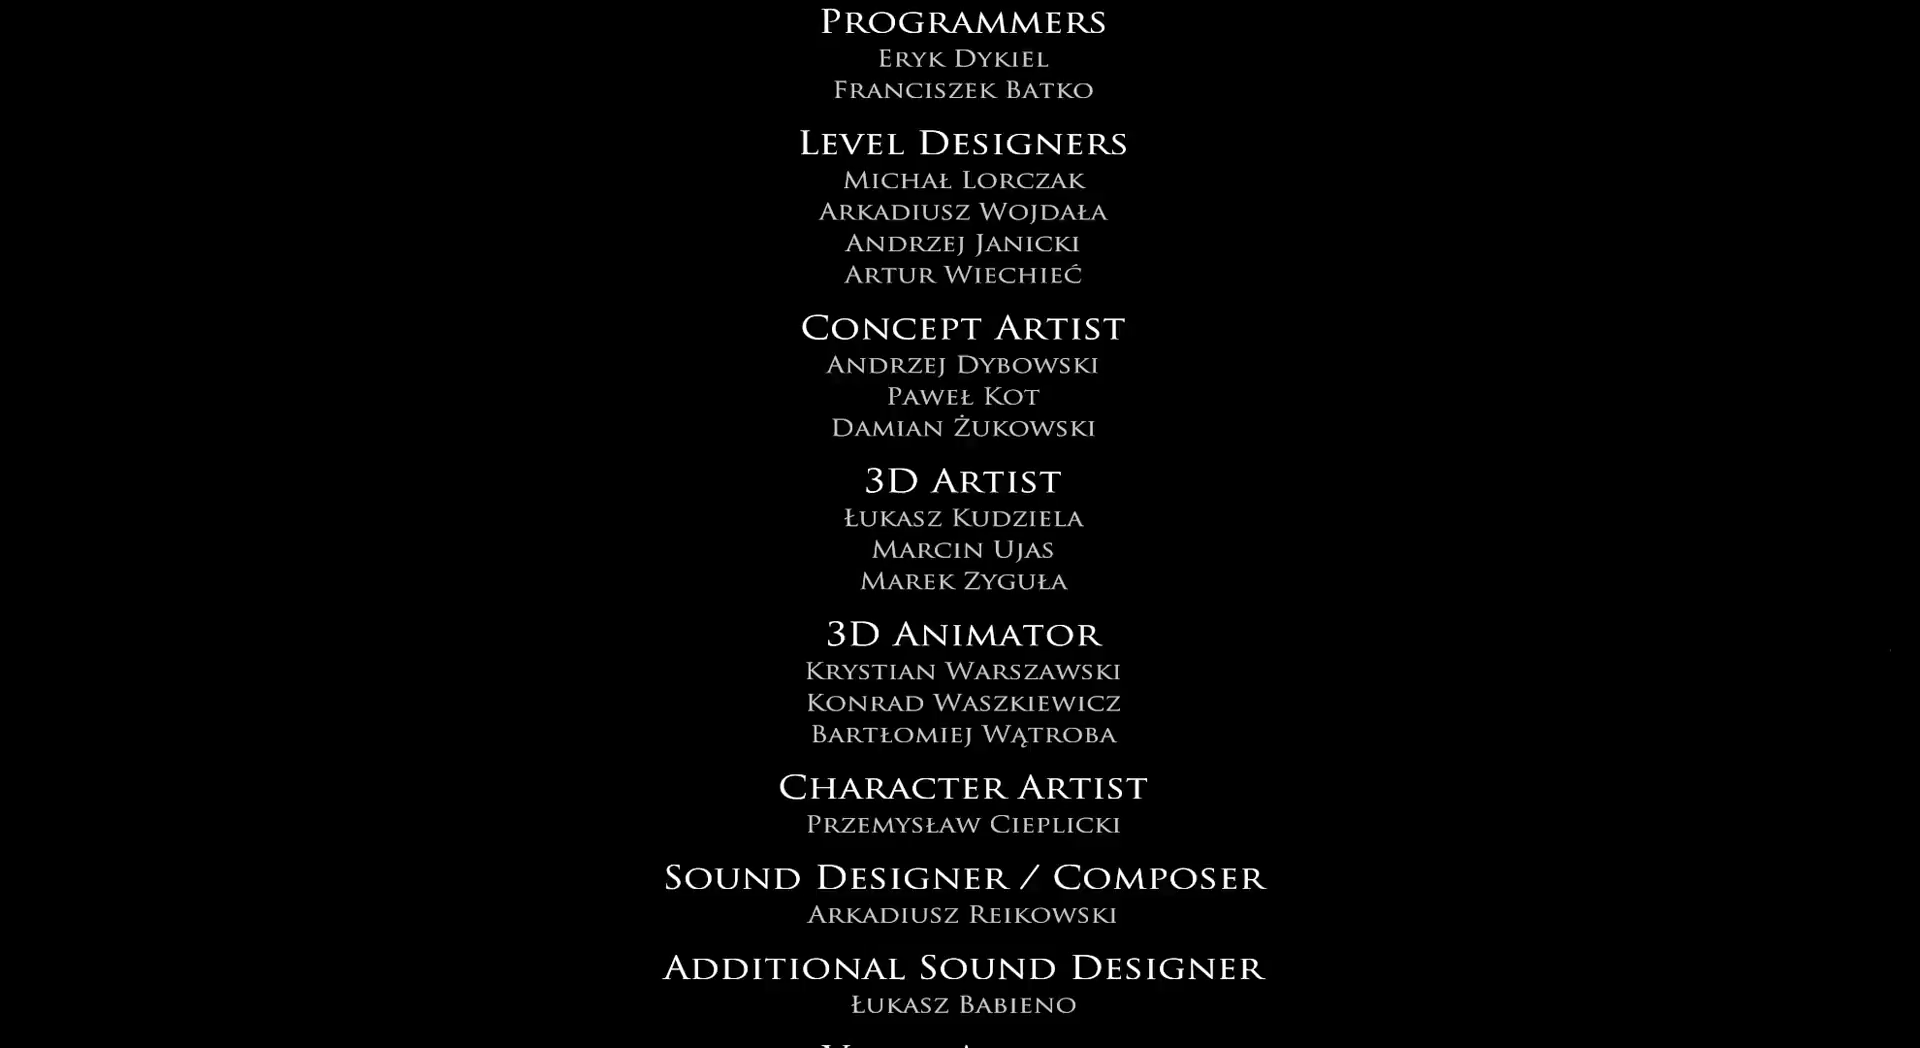 Programmers
Eryk Dykiel
Franciszek Batko
Level Designers
Michał Lorczak
Arkadiusz Wojdała
Andrzej Janicki
Artur Wiechieć
Concept Artist
Andrzej Dybowski
Paweł Kot
Damian Żukowski
3D Artist
Łukasz Kudziela
Marcin Ujas
Marek Zyguła
3D Animator
Krystian Warszawski
Konrad Waszkiewicz
Bartłomiej Wątroba
Character Artist
Przemysław Cieplicki
Sound Designer / Composer
Arkadiusz Reikowski
Additional Sound Designer
Łukasz Babieno